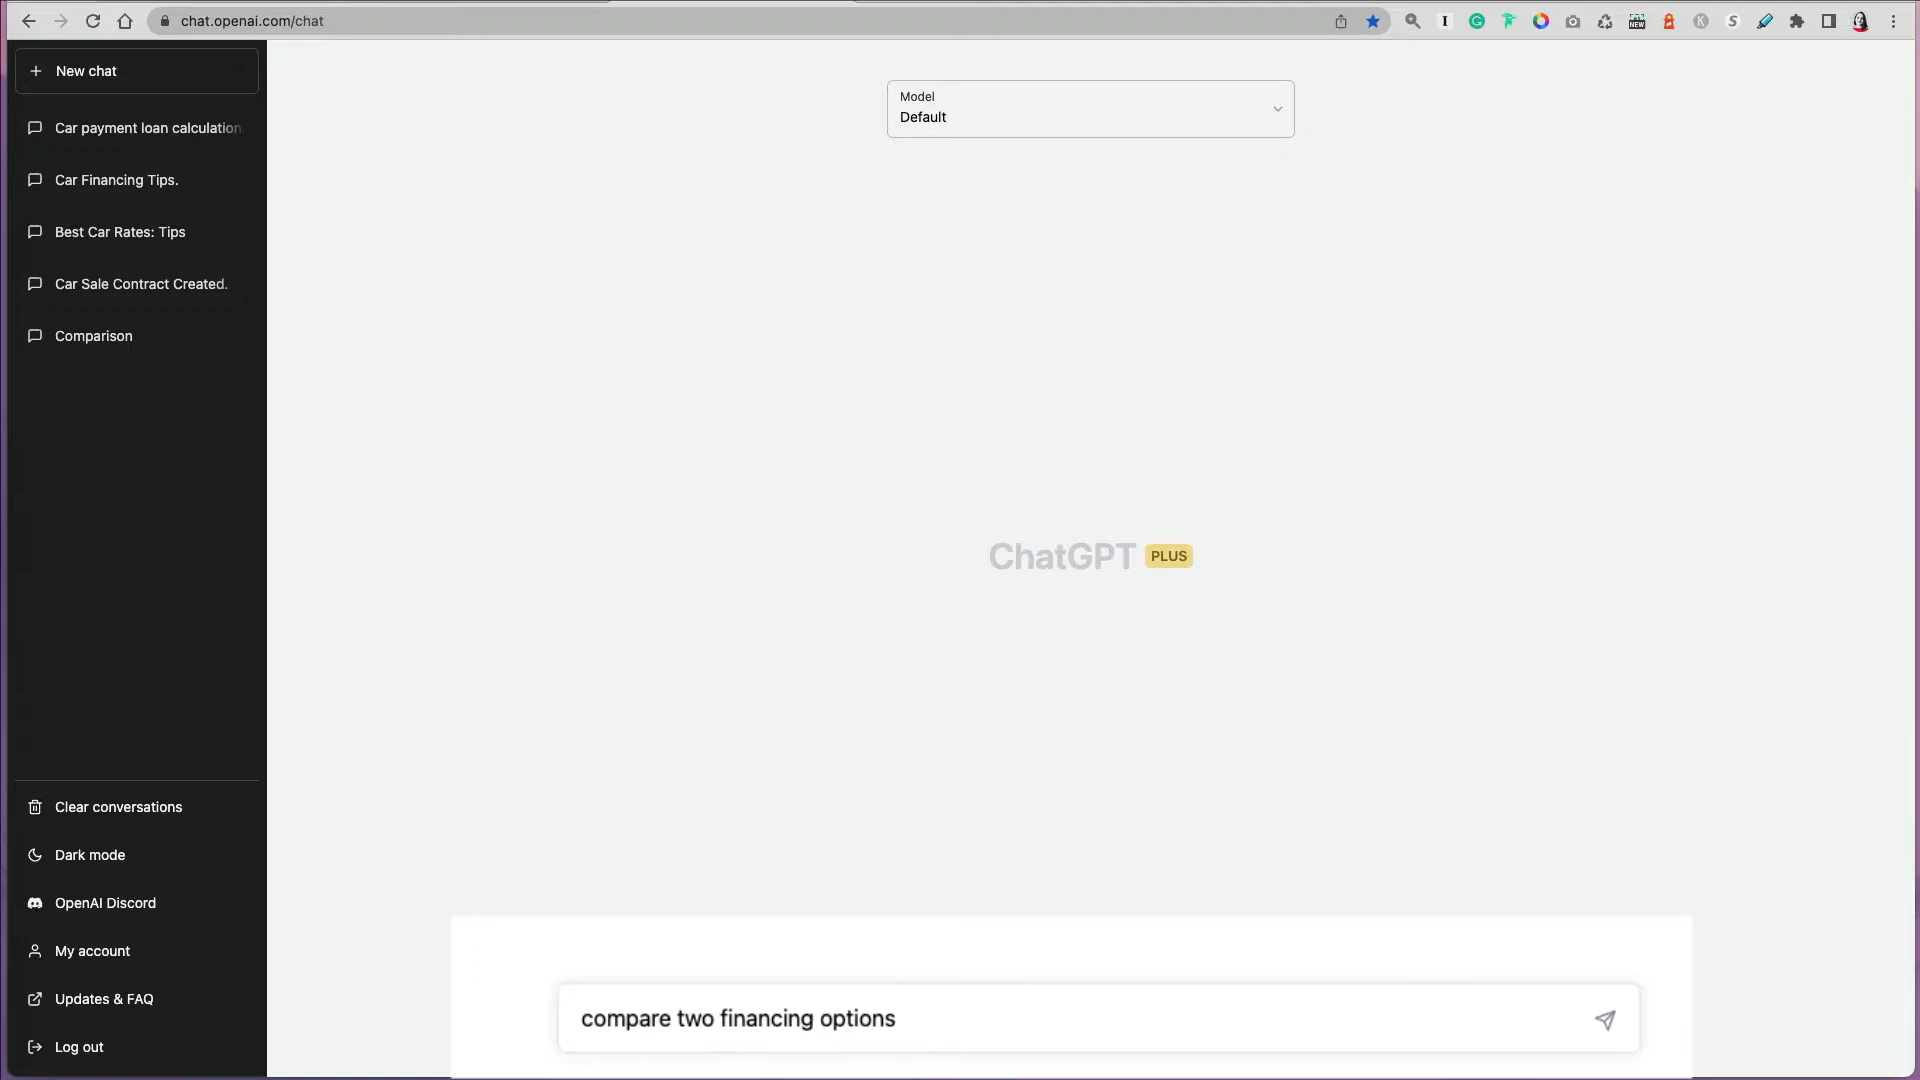 chat.openai.com/chat
New chat
Car payment loan calculation
Car Financing Tips.
Best Car Rates: Tips
Car Sale Contract Created.
Comparison
Clear conversations
Dark mode
OpenAI Discord
My account
Updates & FAQ
Log out
Model
Default
ChatGPT PLUS
compare two financing options